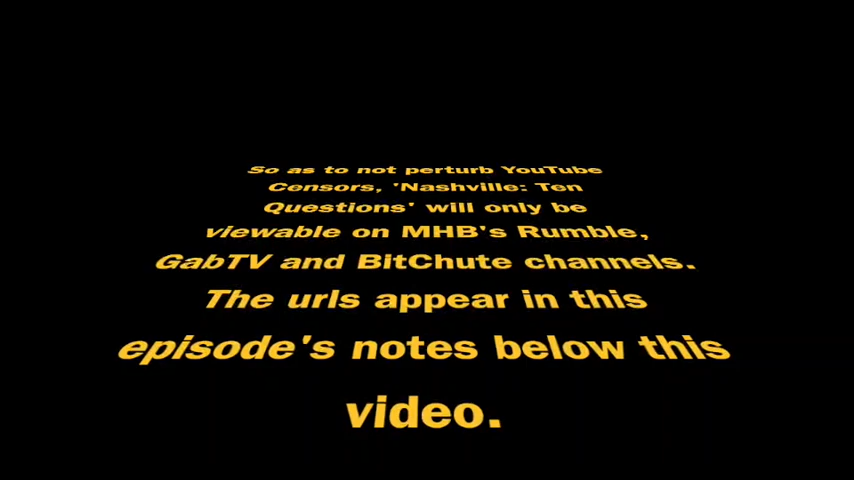 So as to not perturb YouTube
Censors, 'Nashville: Ten
Questions' will only be
viewable on MHB's Rumble,
GabTV and BitChute channels.
The urls appear in this
episode's notes below this
video.